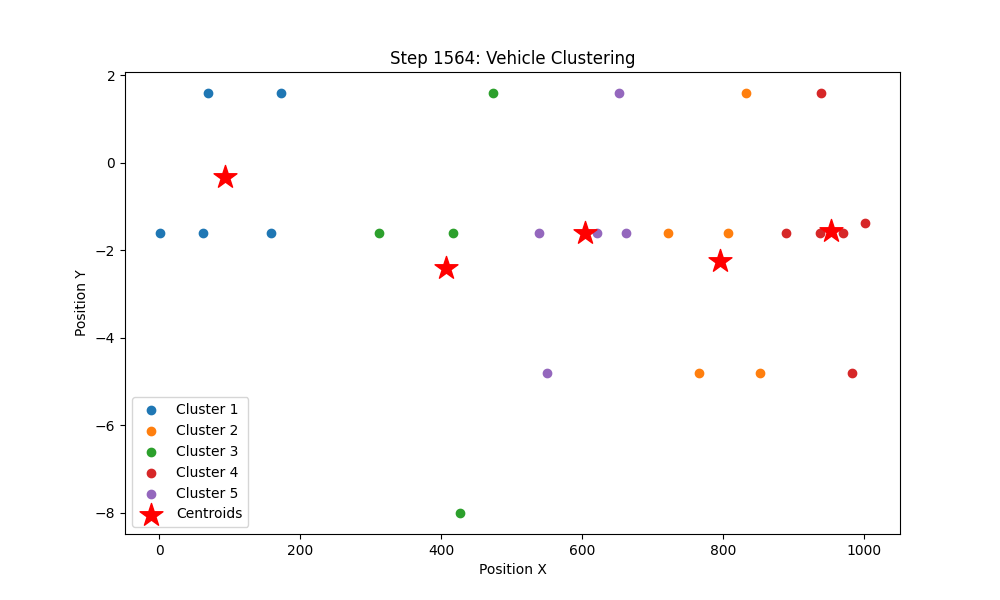 Step 1564: Vehicle Clustering
Position Y
2
0
−2
−4
−6
−8
Cluster 1
Cluster 2
Cluster 3
Cluster 4
Cluster 5
Centroids
0 200 400 600 800 1000
Position X